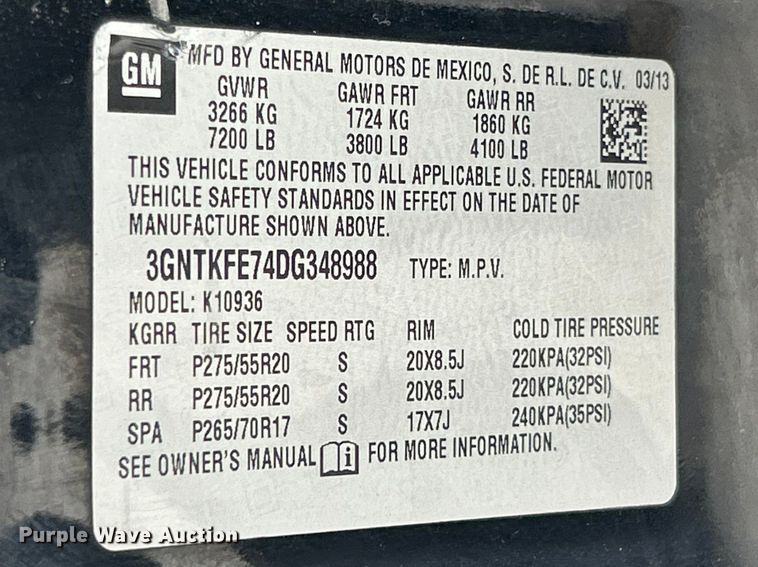 GM
MFD BY GENERAL MOTORS DE MEXICO, S. DE R.L. DE C.V. 03/13
GVWR GAWR FRT GAWR RR
3266 KG 1724 KG 1860 KG
7200 LB 3800 LB 4100 LB
THIS VEHICLE CONFORMS TO ALL APPLICABLE U.S. FEDERAL MOTOR
VEHICLE SAFETY STANDARDS IN EFFECT ON THE DATE OF
MANUFACTURE SHOWN ABOVE.
3GNTKFE74DG348988 TYPE: M.P.V.
MODEL: K10936
KGRR TIRE SIZE SPEED RTG RIM COLD TIRE PRESSURE
FRT P275/55R20 S 20X8.5J 220KPA(32PSI)
RR P275/55R20 S 20X8.5J 220KPA(32PSI)
SPA P265/70R17 S 17X7J 240KPA(35PSI)
SEE OWNER'S MANUAL i FOR MORE INFORMATION.
Purple Wave Auction